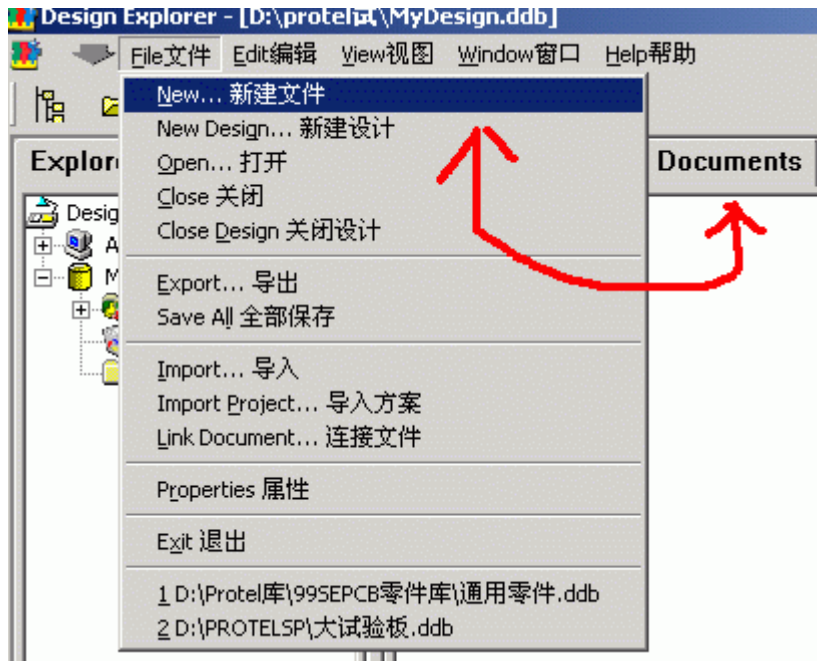 Design Explorer - [D:\protel试\MyDesign.ddb]
File文件 Edit编辑 View视图 Window窗口 Help帮助
New... 新建文件
New Design... 新建设计
Explor Open... 打开 Documents
Close 关闭
Desig Close Design 关闭设计
A
M Export... 导出
Save All 全部保存
Import... 导入
Import Project... 导入方案
Link Document... 连接文件
Properties 属性
Exit 退出
1 D:\Protel库\99SEPCB零件库\通用零件.ddb
2 D:\PROTELSP\大试验板.ddb